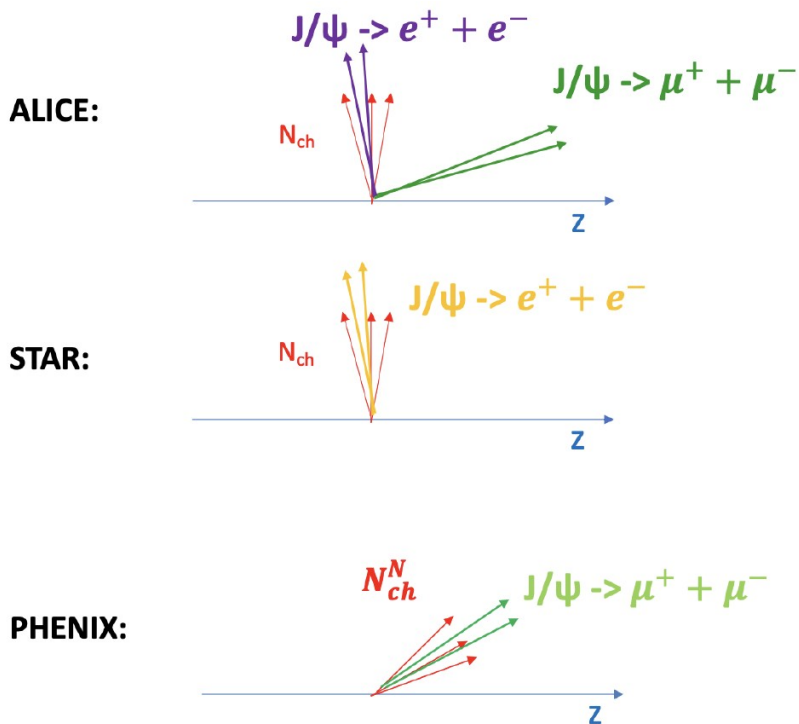 J/ψ -> e⁺ + e⁻
J/ψ -> μ⁺ + μ⁻
ALICE:
N_ch
Z
J/ψ -> e⁺ + e⁻
N_ch
STAR:
Z
N_ch^N
J/ψ -> μ⁺ + μ⁻
PHENIX:
Z